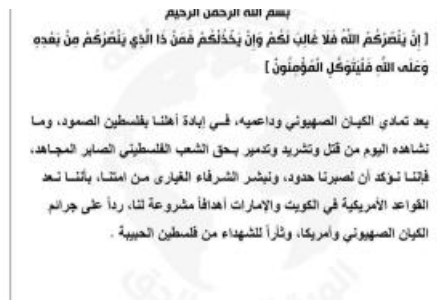 بسم الله الرحمن الرحيم
[ إِنْ يَنْصُرْكُمُ اللَّهُ فَلَا غَالِبَ لَكُمْ وَإِنْ يَخْذُلْكُمْ فَمَنْ ذَا الَّذِي يَنْصُرُكُمْ مِنْ بَعْدِهِ
وَعَلَى اللَّهِ فَلْيَتَوَكَّلِ الْمُؤْمِنُونَ ]
بعد تمادي الكيان الصهيوني وداعميه، في إبادة أهلنا بفلسطين الصمود، وما
نشاهده اليوم من قتل وتشريد وتدمير بحق الشعب الفلسطيني الصابر المجاهد،
فإننا نؤكد أن لصبرنا حدود، ونبشر الشرفاء الغيارى من امتنا، بأننا نعد
القواعد الأمريكية في الكويت والامارات أهدافاً مشروعة لنا، رداً على جرائم
الكيان الصهيوني وأمريكا، وثأراً للشهداء من فلسطين الحبيبة .